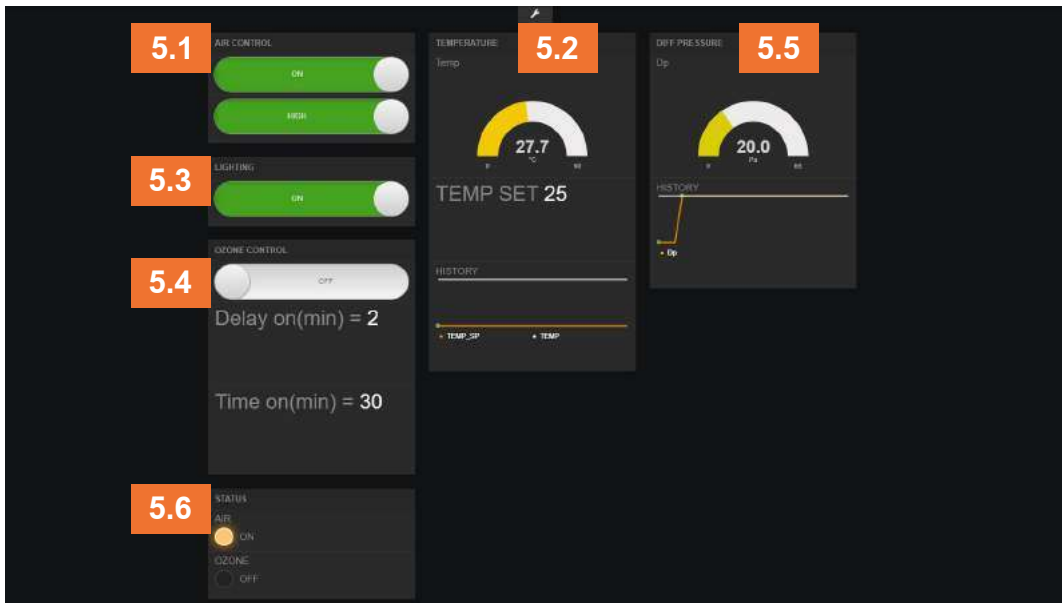 5.1
AIR CONTROL
ON
HIGH
5.3
LIGHTING
ON
5.4
OZONE CONTROL
OFF
Delay on(min) = 2
Time on(min) = 30
5.6
STATUS
AIR
ON
OZONE
OFF
5.2
TEMPERATURE
Temp
27.7
°C
0
TEMP SET 25
HISTORY
TEMP_SP
TEMP
5.5
DIFF PRESSURE
Dp
20.0
Pa
0
HISTORY
Dp